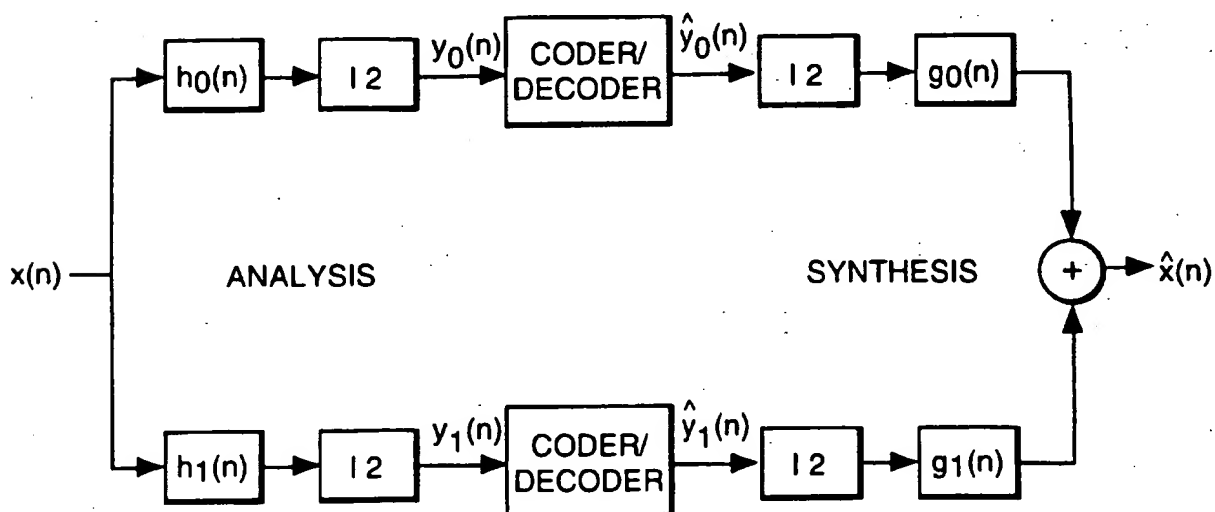 h0(n)
I 2
y0(n)
CODER/
DECODER
ŷ0(n)
I 2
g0(n)
x(n)
ANALYSIS
SYNTHESIS
+
x̂(n)
h1(n)
I 2
y1(n)
CODER/
DECODER
ŷ1(n)
I 2
g1(n)